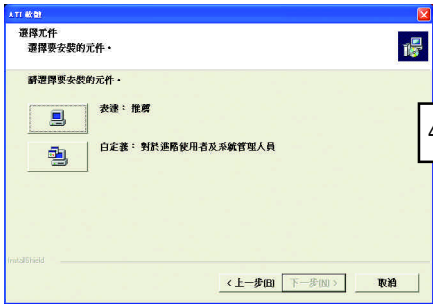 ATI 軟體
選擇元件
選擇要安裝的元件。
請選擇要安裝的元件。
表達： 推薦
白定義： 對於進階使用者及系統管理人員
4
InstallShield
<上一步(B)
下一步(N)>
取消